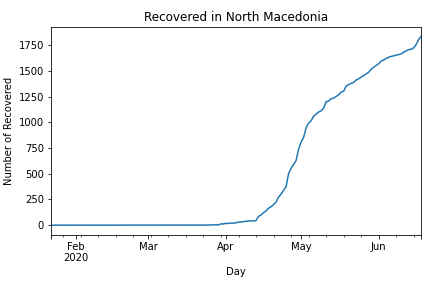 Recovered in North Macedonia
Number of Recovered
1750
1500
1250
1000
750
500
250
0
Feb
2020
Mar
Apr
May
Jun
Day